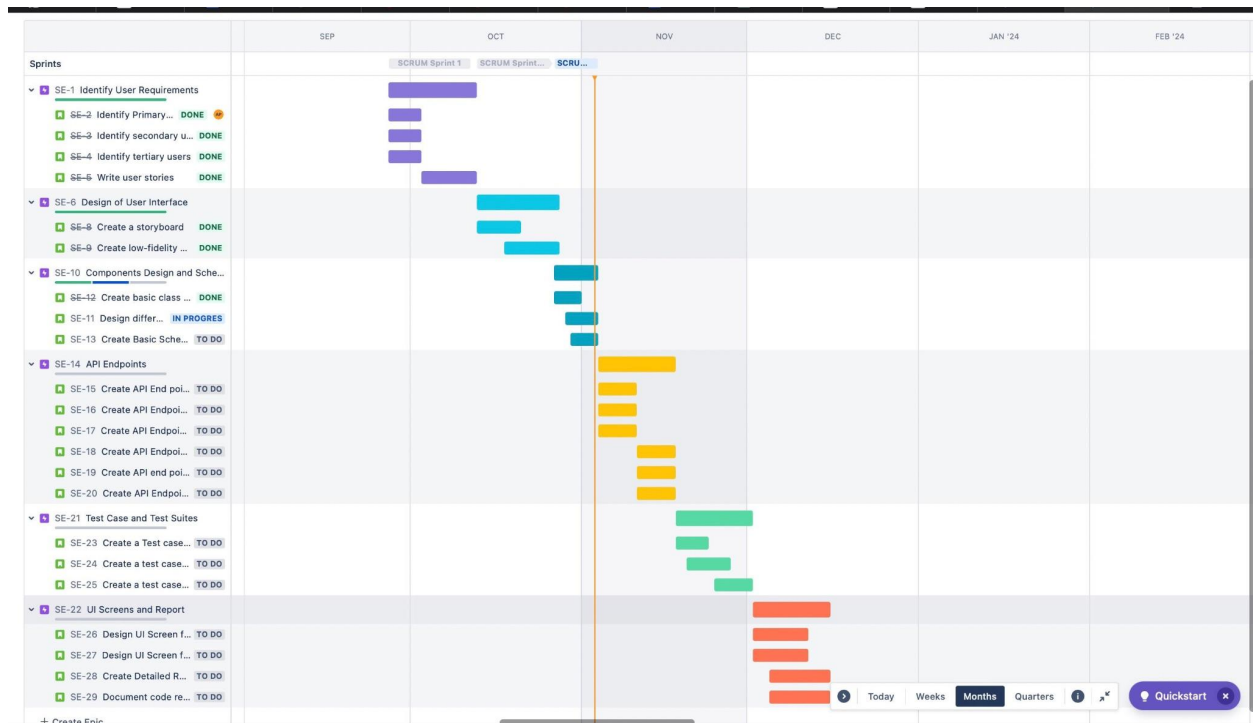 SEP OCT NOV DEC JAN '24 FEB '24
Sprints SCRUM Sprint 1 SCRUM Sprint... SCRU...
SE-1 Identify User Requirements
SE-2 Identify Primary... DONE
SE-3 Identify secondary u... DONE
SE-4 Identify tertiary users DONE
SE-5 Write user stories DONE
SE-6 Design of User Interface
SE-8 Create a storyboard DONE
SE-9 Create low-fidelity ... DONE
SE-10 Components Design and Sche...
SE-12 Create basic class ... DONE
SE-11 Design differ... IN PROGRES
SE-13 Create Basic Sche... TO DO
SE-14 API Endpoints
SE-15 Create API End poi... TO DO
SE-16 Create API Endpoi... TO DO
SE-17 Create API Endpoi... TO DO
SE-18 Create API Endpoi... TO DO
SE-19 Create API end poi... TO DO
SE-20 Create API Endpoi... TO DO
SE-21 Test Case and Test Suites
SE-23 Create a Test case... TO DO
SE-24 Create a test case... TO DO
SE-25 Create a test case... TO DO
SE-22 UI Screens and Report
SE-26 Design UI Screen f... TO DO
SE-27 Design UI Screen f... TO DO
SE-28 Create Detailed R... TO DO
SE-29 Document code re... TO DO
Today Weeks Months Quarters Quickstart
+ Create Epic